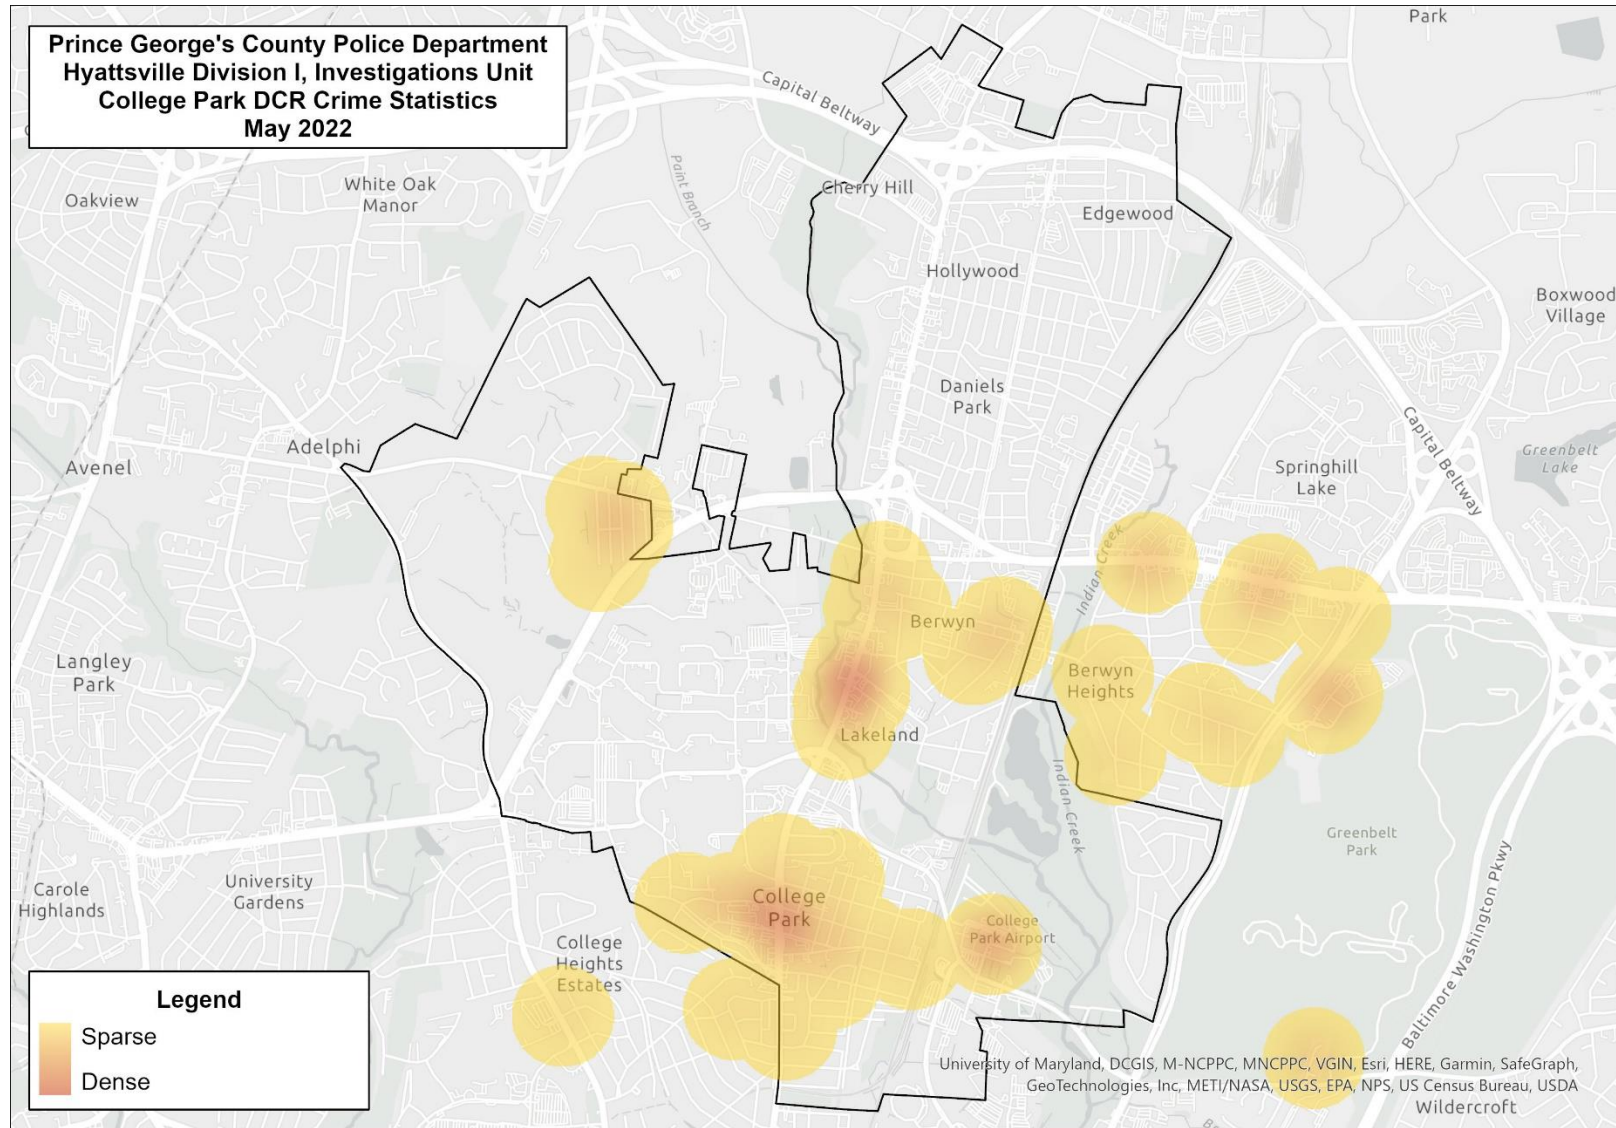 Park
Prince George's County Police Department
Hyattsville Division I, Investigations Unit
College Park DCR Crime Statistics
May 2022
Capital Beltway
Paint Branch
White Oak
Manor
Oakview
Cherry Hill
Edgewood
Hollywood
Boxwood
Village
Daniels
Park
Adelphi
Avenel
Capital Beltway
Springhill
Lake
Greenbelt
Lake
Indian Creek
Berwyn
Langley
Park
Berwyn
Heights
Lakeland
Indian Creek
Greenbelt
Park
Carole
Highlands
University
Gardens
College
Park
College
Park Airport
College
Heights
Estates
Baltimore Washington Pkwy
Legend
Sparse
Dense
University of Maryland, DCGIS, M-NCPPC, MNCPPC, VGIN, Esri, HERE, Garmin, SafeGraph,
GeoTechnologies, Inc, METI/NASA, USGS, EPA, NPS, US Census Bureau, USDA
Wildercroft